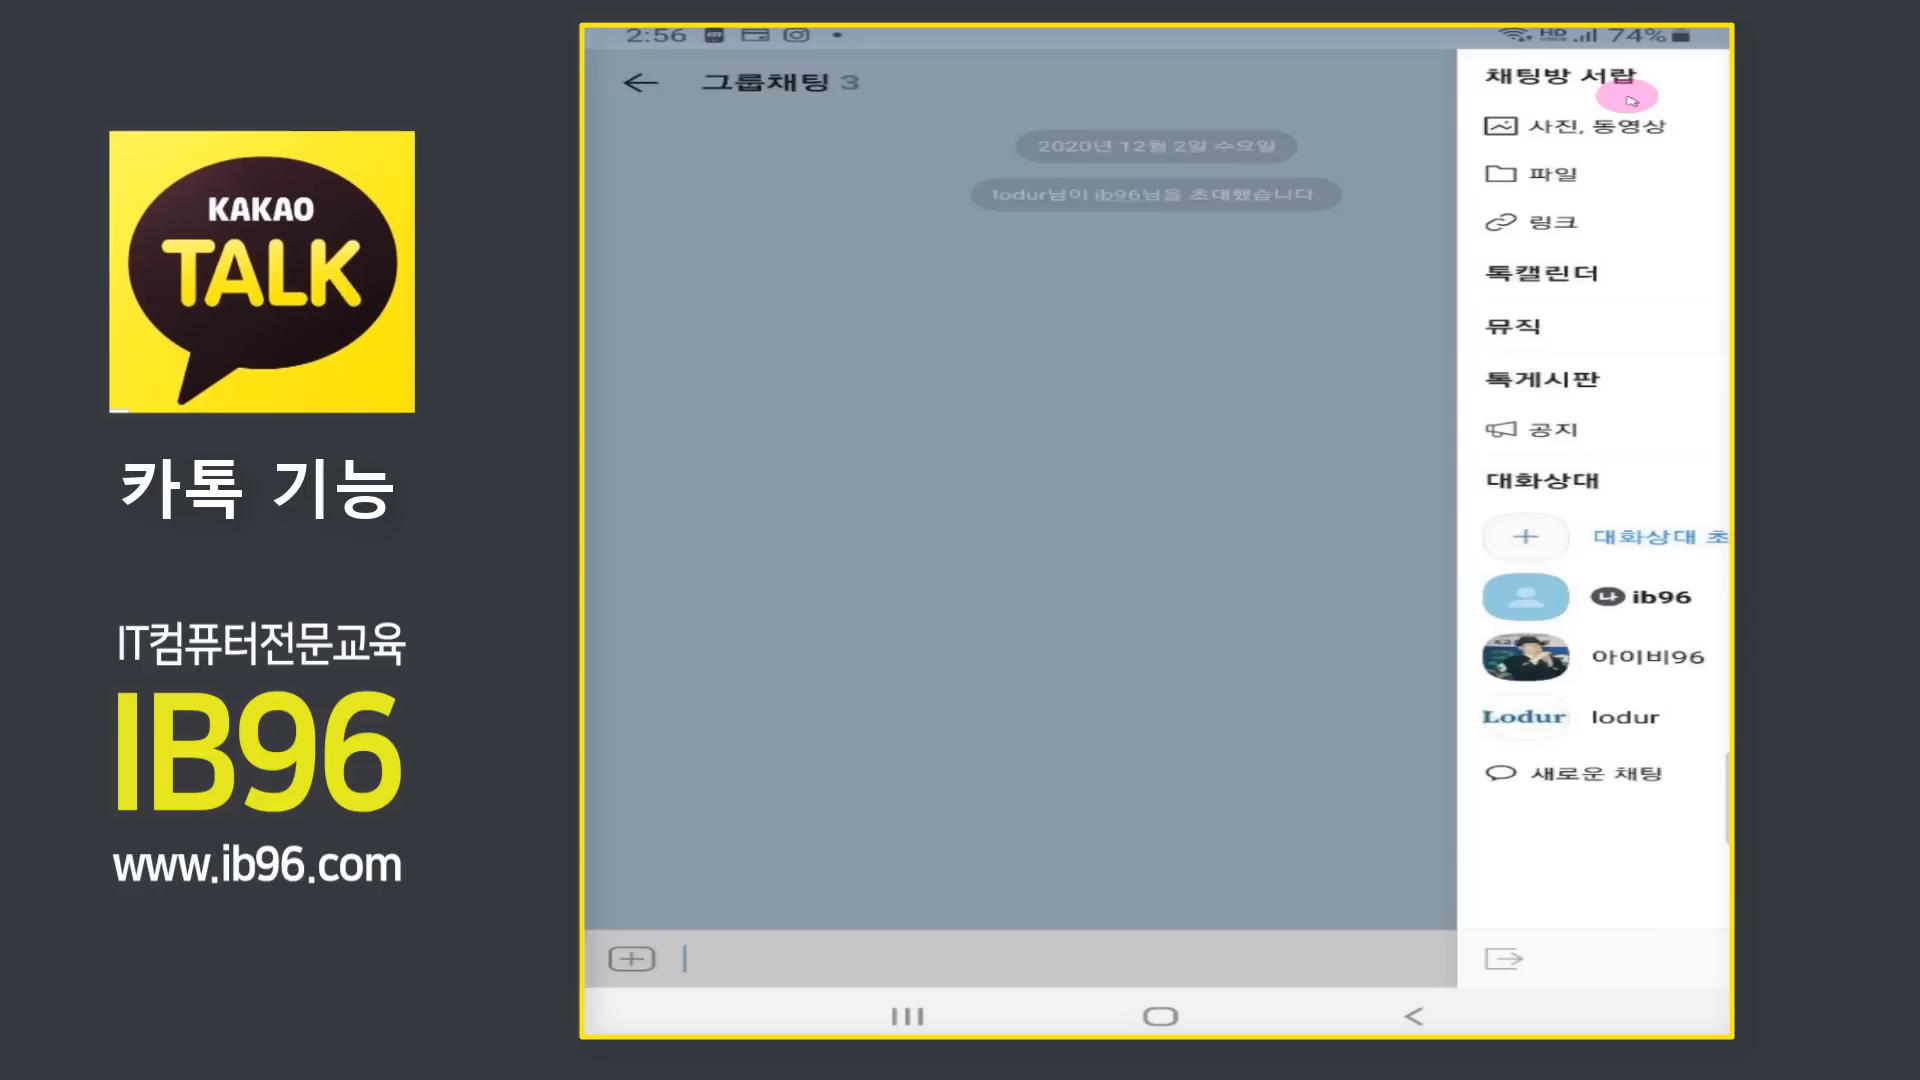 KAKAO
TALK
카톡 기능
IT컴퓨터전문교육
IB96
www.ib96.com
2:56
74%
그룹채팅 3
2020년 12월 2일 수요일
lodur님이 ib96님을 초대했습니다
채팅방 서랍
사진, 동영상
파일
링크
톡캘린더
뮤직
톡게시판
공지
대화상대
대화상대 초
나 ib96
아이비96
Lodur lodur
새로운 채팅